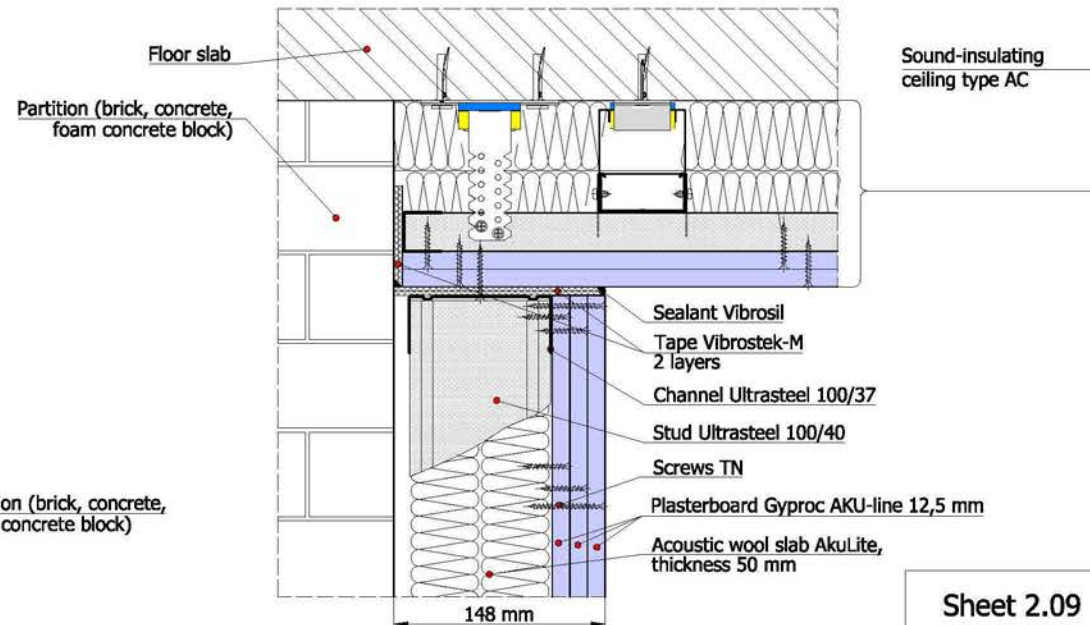 Floor slab
Sound-insulating
ceiling type AC
Partition (brick, concrete,
foam concrete block)
Sealant Vibrosil
Tape Vibrostek-M
2 layers
Channel Ultrasteel 100/37
Stud Ultrasteel 100/40
Screws TN
on (brick, concrete,
concrete block)
Plasterboard Gyproc AKU-line 12,5 mm
Acoustic wool slab AkuLite,
thickness 50 mm
148 mm
Sheet 2.09